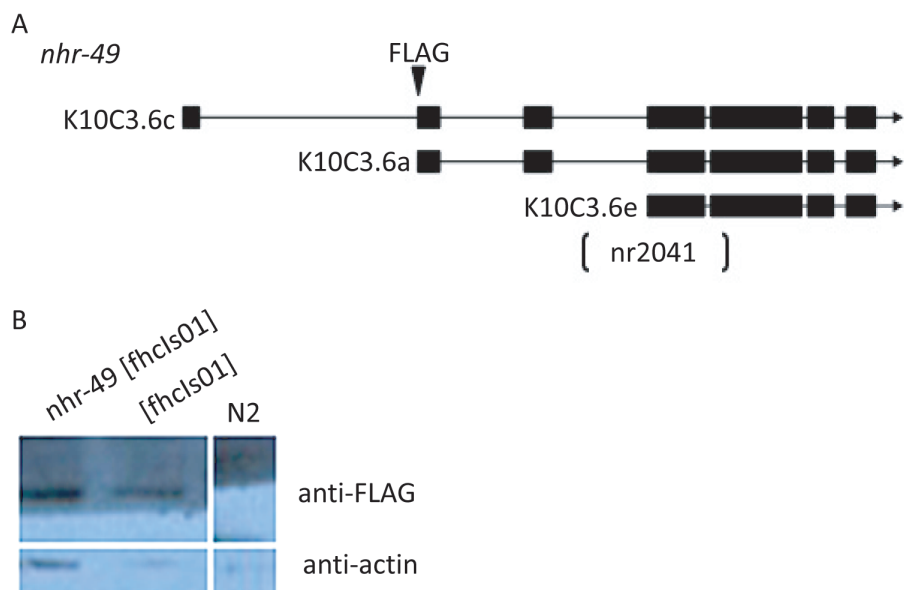 A
nhr-49
FLAG
K10C3.6c
K10C3.6a
K10C3.6e
[ nr2041 ]
B
nhr-49 [fhcIs01]
[fhcIs01]
N2
anti-FLAG
anti-actin